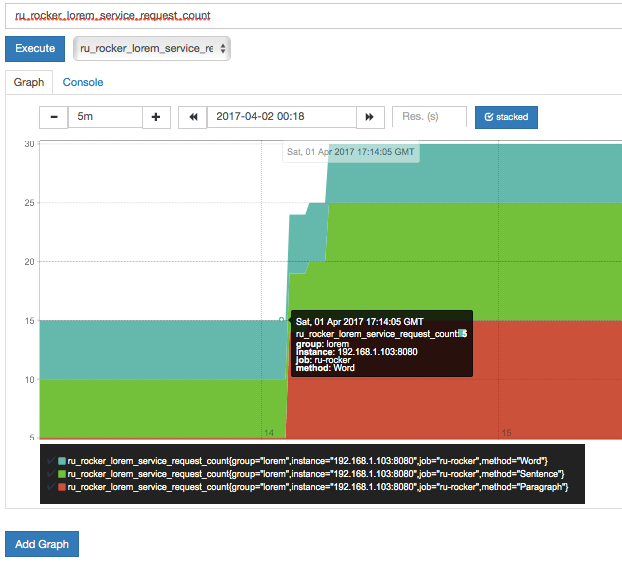 ru_rocker_lorem_service_request_count
Execute ru_rocker_lorem_service_re
Graph Console
5m 2017-04-02 00:18 Res. (s) stacked
30
Sat, 01 Apr 2017 17:14:05 GMT
25
20
15
Sat, 01 Apr 2017 17:14:05 GMT
ru_rocker_lorem_service_request_count: 5
group: lorem
instance: 192.168.1.103:8080
job: ru-rocker
method: Word
10
14 15
5
ru_rocker_lorem_service_request_count{group="lorem",instance="192.168.1.103:8080",job="ru-rocker",method="Word"}
ru_rocker_lorem_service_request_count{group="lorem",instance="192.168.1.103:8080",job="ru-rocker",method="Sentence"}
ru_rocker_lorem_service_request_count{group="lorem",instance="192.168.1.103:8080",job="ru-rocker",method="Paragraph"}
Add Graph